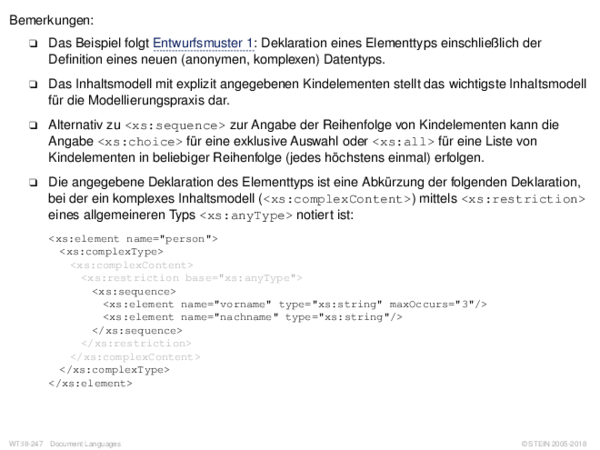 Bemerkungen:
❑ Das Beispiel folgt Entwurfsmuster 1: Deklaration eines Elementtyps einschließlich der
Definition eines neuen (anonymen, komplexen) Datentyps.
❑ Das Inhaltsmodell mit explizit angegebenen Kindelementen stellt das wichtigste Inhaltsmodell
für die Modellierungspraxis dar.
❑ Alternativ zu <xs:sequence> zur Angabe der Reihenfolge von Kindelementen kann die
Angabe <xs:choice> für eine exklusive Auswahl oder <xs:all> für eine Liste von
Kindelementen in beliebiger Reihenfolge (jedes höchstens einmal) erfolgen.
❑ Die angegebene Deklaration des Elementtyps ist eine Abkürzung der folgenden Deklaration,
bei der ein komplexes Inhaltsmodell (<xs:complexContent>) mittels <xs:restriction>
eines allgemeineren Typs <xs:anyType> notiert ist:
<xs:element name="person">
<xs:complexType>
<xs:complexContent>
<xs:restriction base="xs:anyType">
<xs:sequence>
<xs:element name="vorname" type="xs:string" maxOccurs="3"/>
<xs:element name="nachname" type="xs:string"/>
</xs:sequence>
</xs:restriction>
</xs:complexContent>
</xs:complexType>
</xs:element>
WT:III-247 Document Languages © STEIN 2005-2018